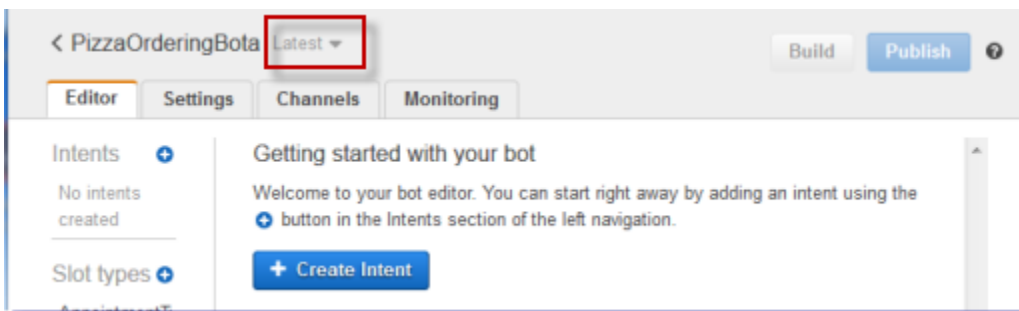 < PizzaOrderingBota Latest
Build Publish
Editor Settings Channels Monitoring
Intents
No intents
created
Slot types
Getting started with your bot
Welcome to your bot editor. You can start right away by adding an intent using the
button in the Intents section of the left navigation.
+ Create Intent